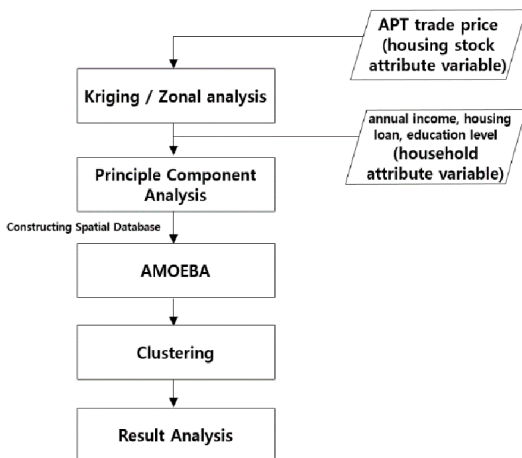 APT trade price
(housing stock
attribute variable)
Kriging / Zonal analysis
annual income, housing
loan, education level
(household
attribute variable)
Principle Component
Analysis
Constructing Spatial Database
AMOEBA
Clustering
Result Analysis